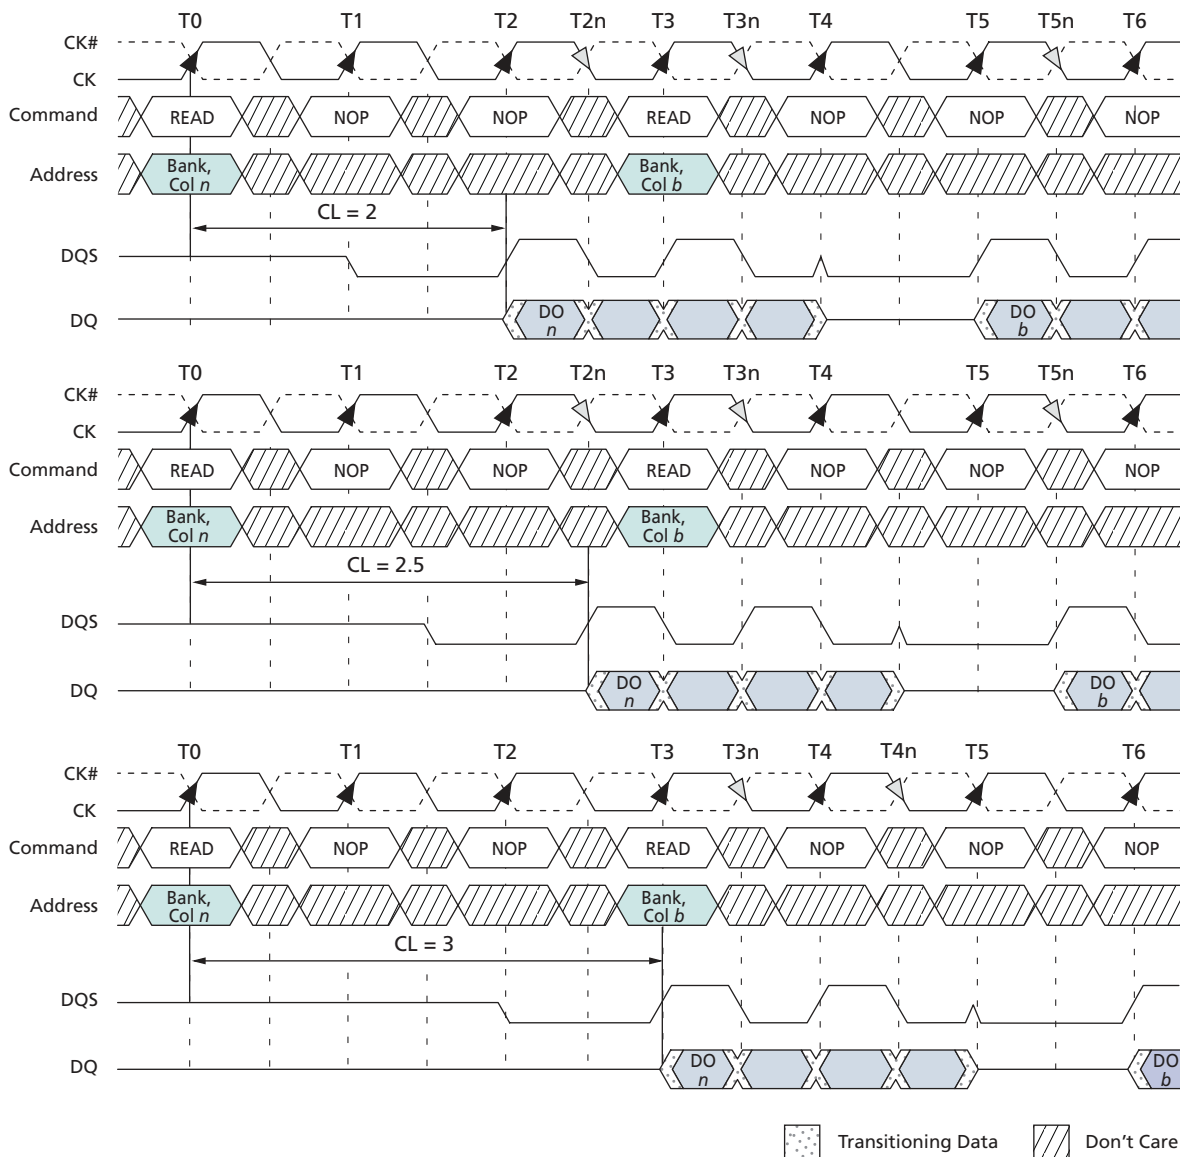 T0 T1 T2 T2n T3 T3n T4 T5 T5n T6
CK#
CK
Command READ NOP NOP READ NOP NOP NOP
Address Bank, Col n Bank, Col b
CL = 2
DQS
DQ DO n DO b
T0 T1 T2 T2n T3 T3n T4 T5 T5n T6
CK#
CK
Command READ NOP NOP READ NOP NOP NOP
Address Bank, Col n Bank, Col b
CL = 2.5
DQS
DQ DO n DO b
T0 T1 T2 T3 T3n T4 T4n T5 T6
CK#
CK
Command READ NOP NOP READ NOP NOP NOP
Address Bank, Col n Bank, Col b
CL = 3
DQS
DQ DO n DO b
Transitioning Data Don't Care